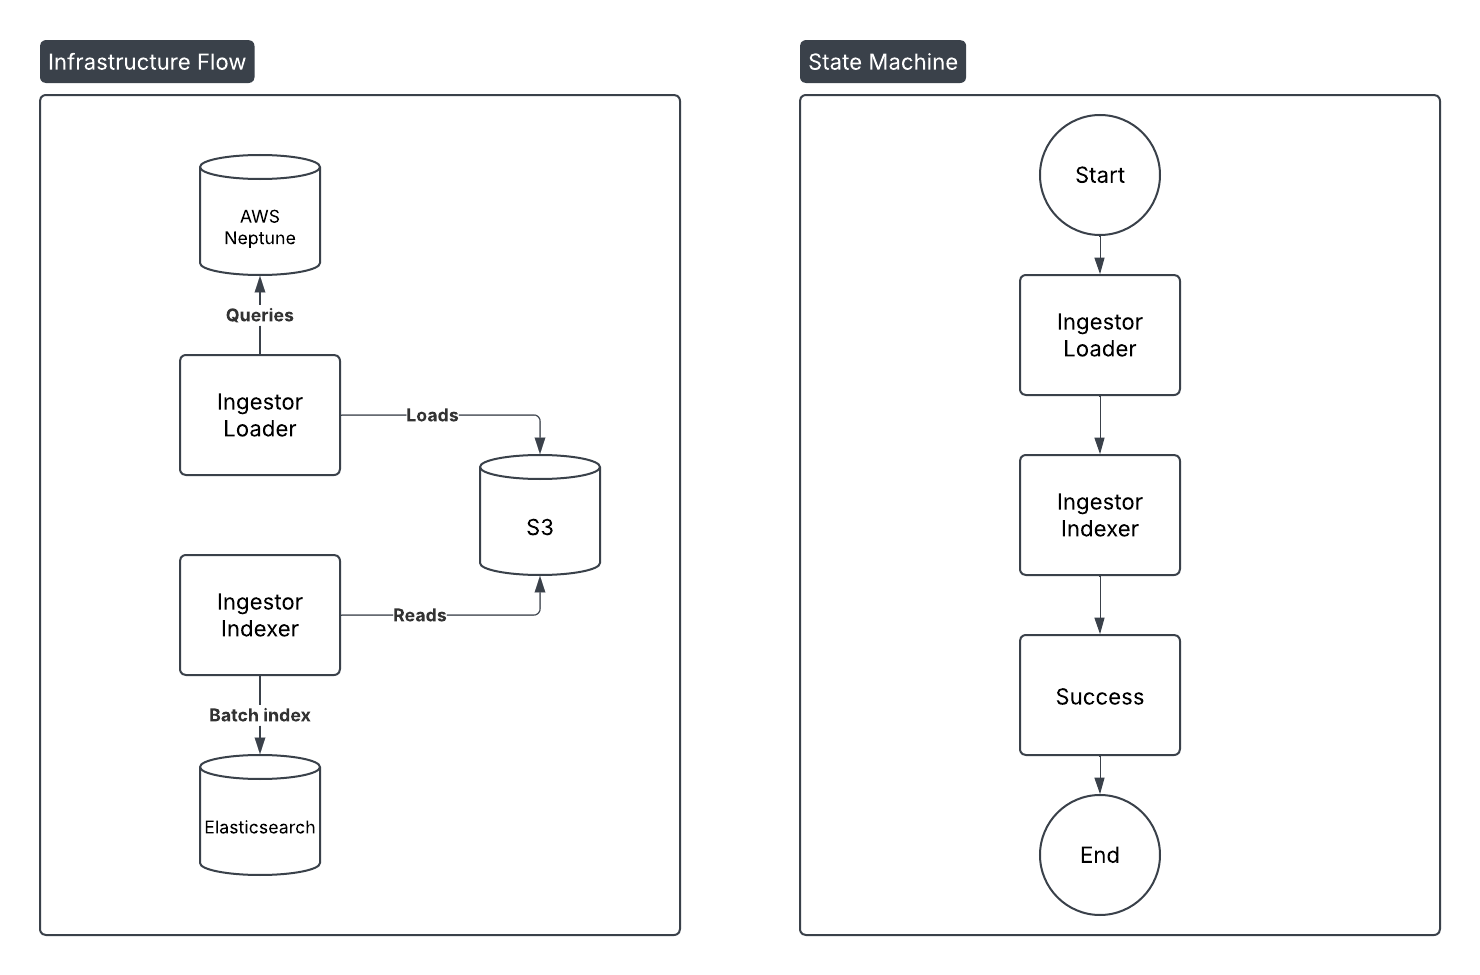 Infrastructure Flow
AWS
Neptune
Queries
Ingestor
Loader
Loads
S3
Ingestor
Indexer
Reads
Batch index
Elasticsearch
State Machine
Start
Ingestor
Loader
Ingestor
Indexer
Success
End